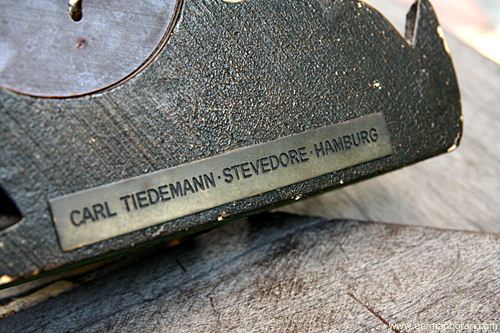 CARL TIEDEMANN · STEVEDORE · HAMBURG